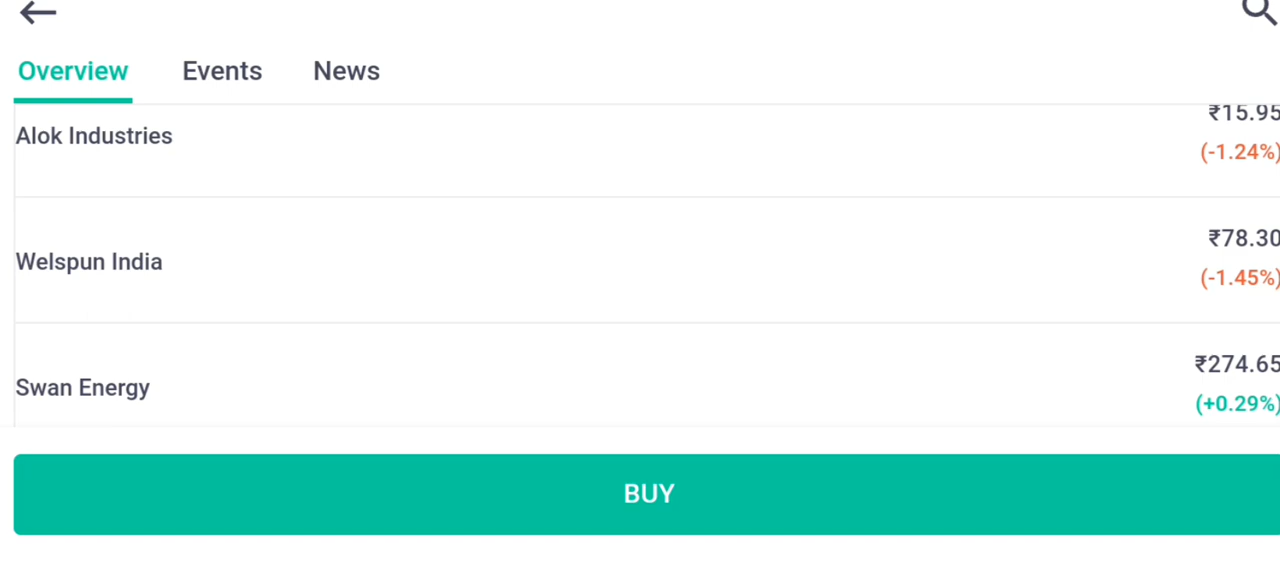 Overview Events News
₹15.95
Alok Industries
(-1.24%)
₹78.30
Welspun India
(-1.45%)
₹274.65
Swan Energy
(+0.29%)
BUY